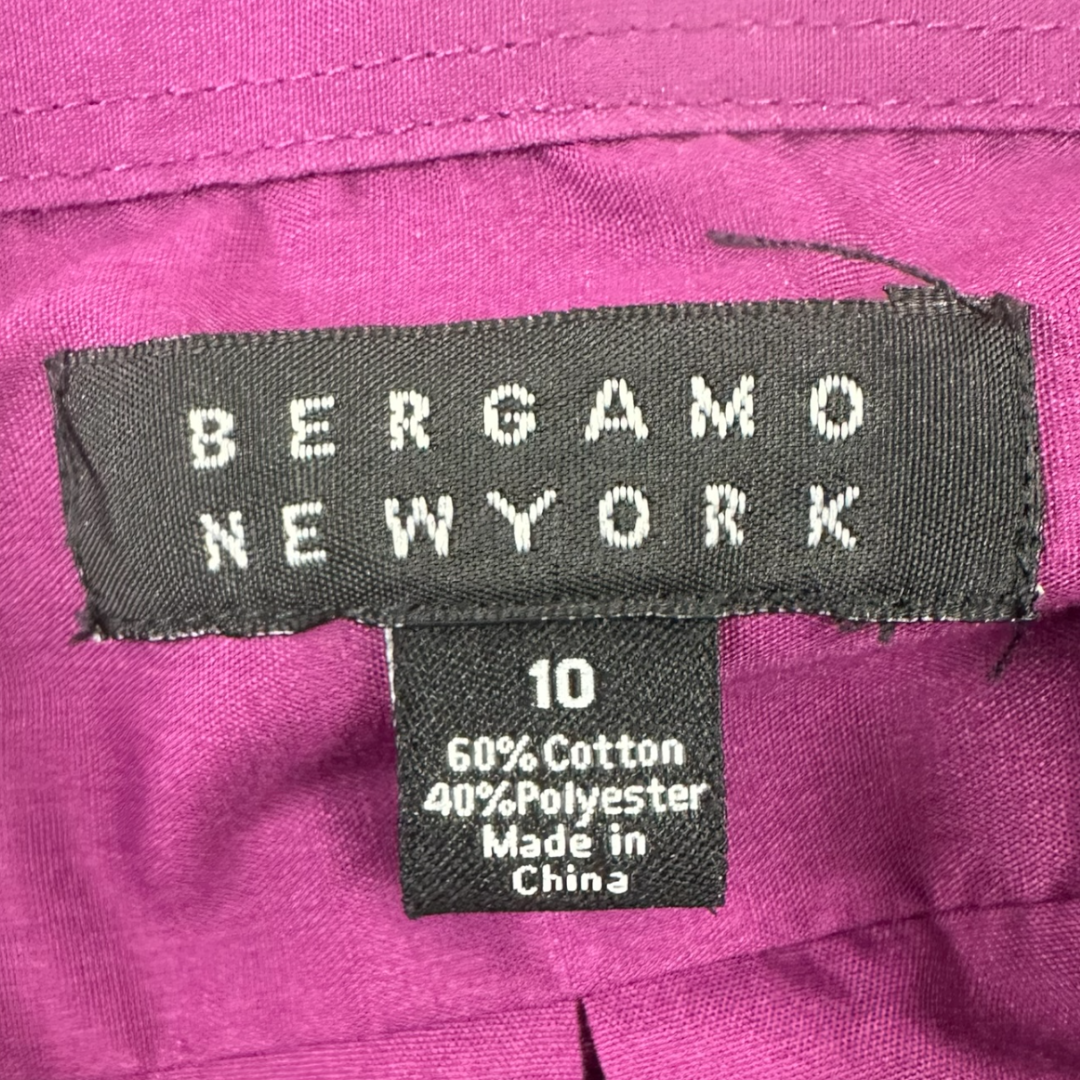 BERGAMO
NEWYORK
10
60% Cotton
40%Polyester
Made in
China